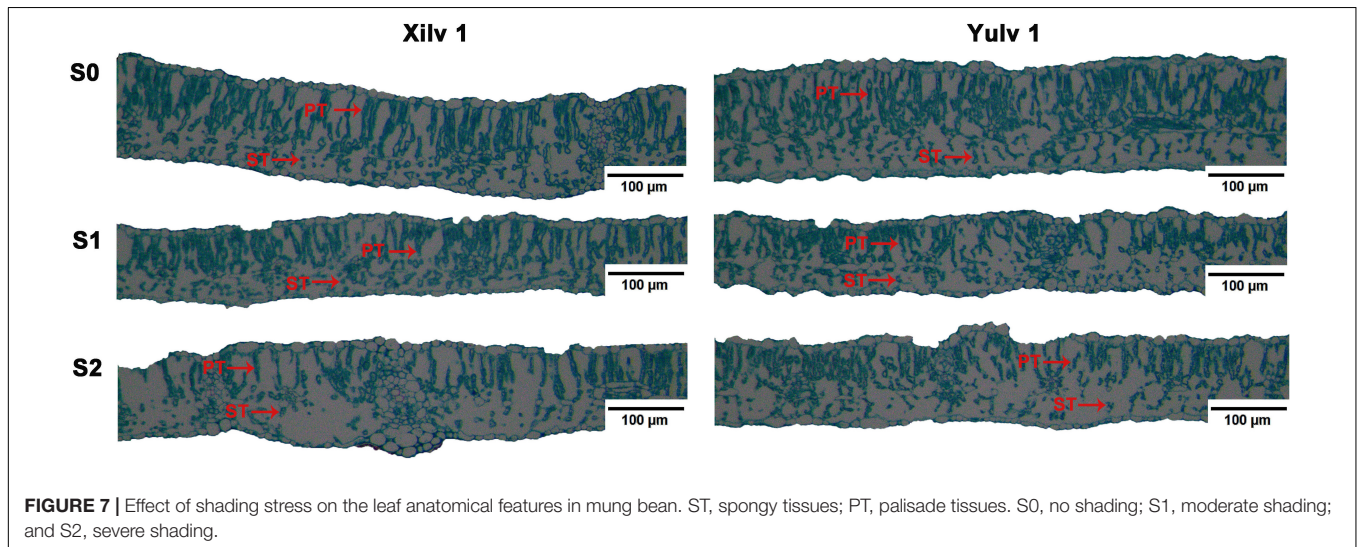 Xilv 1
Yulv 1
S0
PT
ST
100 µm
PT
ST
100 µm
S1
PT
ST
100 µm
PT
ST
100 µm
S2
PT
ST
100 µm
PT
ST
100 µm
FIGURE 7 | Effect of shading stress on the leaf anatomical features in mung bean. ST, spongy tissues; PT, palisade tissues. S0, no shading; S1, moderate shading;
and S2, severe shading.